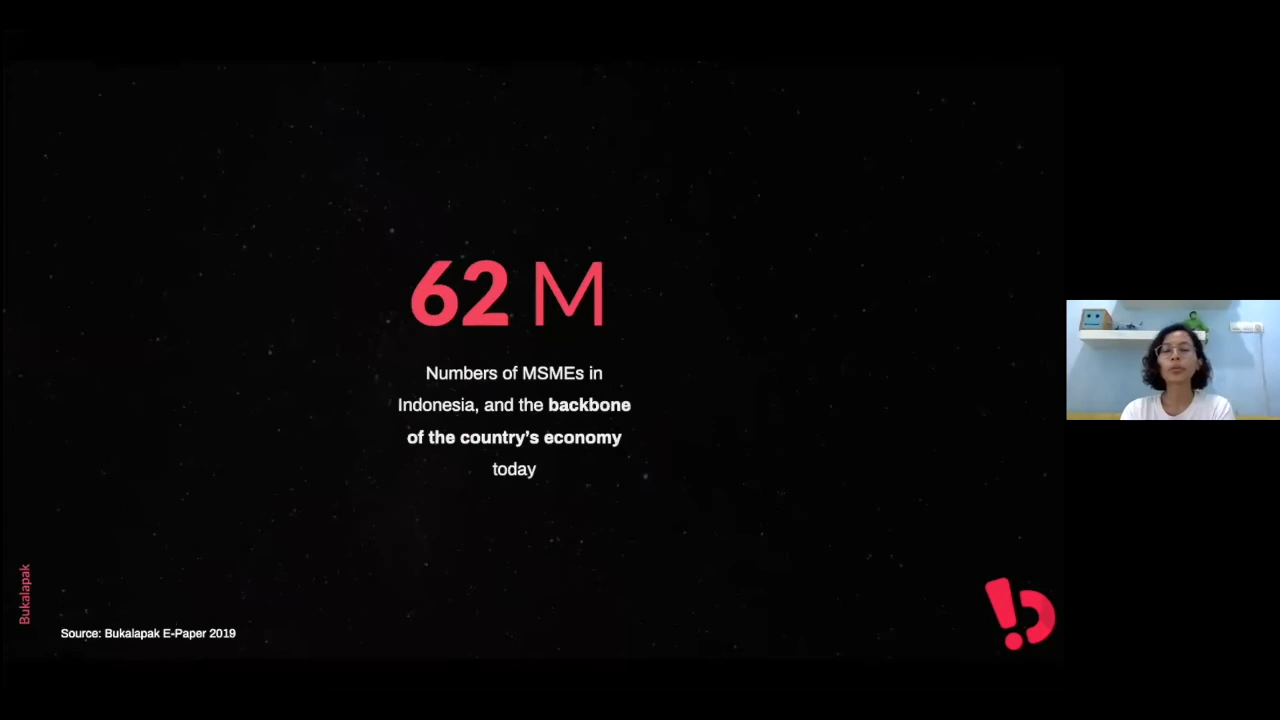 62 M
Numbers of MSMEs in
Indonesia, and the backbone
of the country's economy
today
Bukalapak
Source: Bukalapak E-Paper 2019